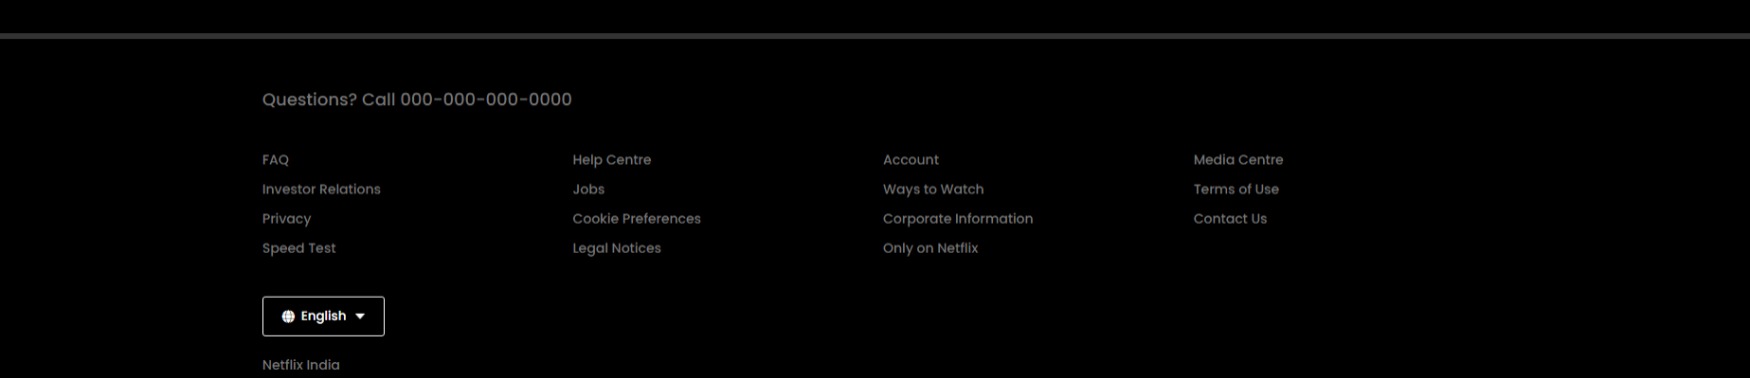 Questions? Call 000-000-000-0000
FAQ Help Centre Account Media Centre
Investor Relations Jobs Ways to Watch Terms of Use
Privacy Cookie Preferences Corporate Information Contact Us
Speed Test Legal Notices Only on Netflix
English
Netflix India